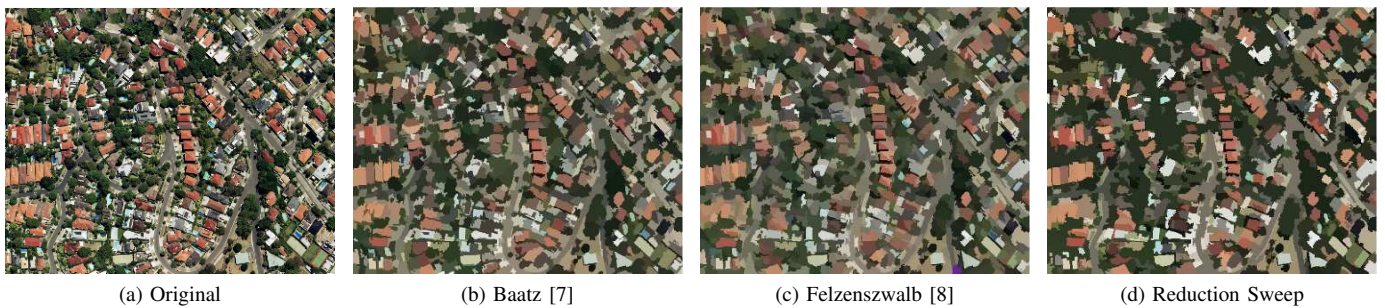 (a) Original
(b) Baatz [7]
(c) Felzenszwalb [8]
(d) Reduction Sweep